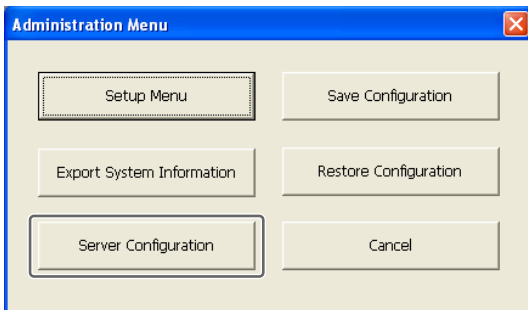 Administration Menu
Setup Menu
Save Configuration
Export System Information
Restore Configuration
Server Configuration
Cancel